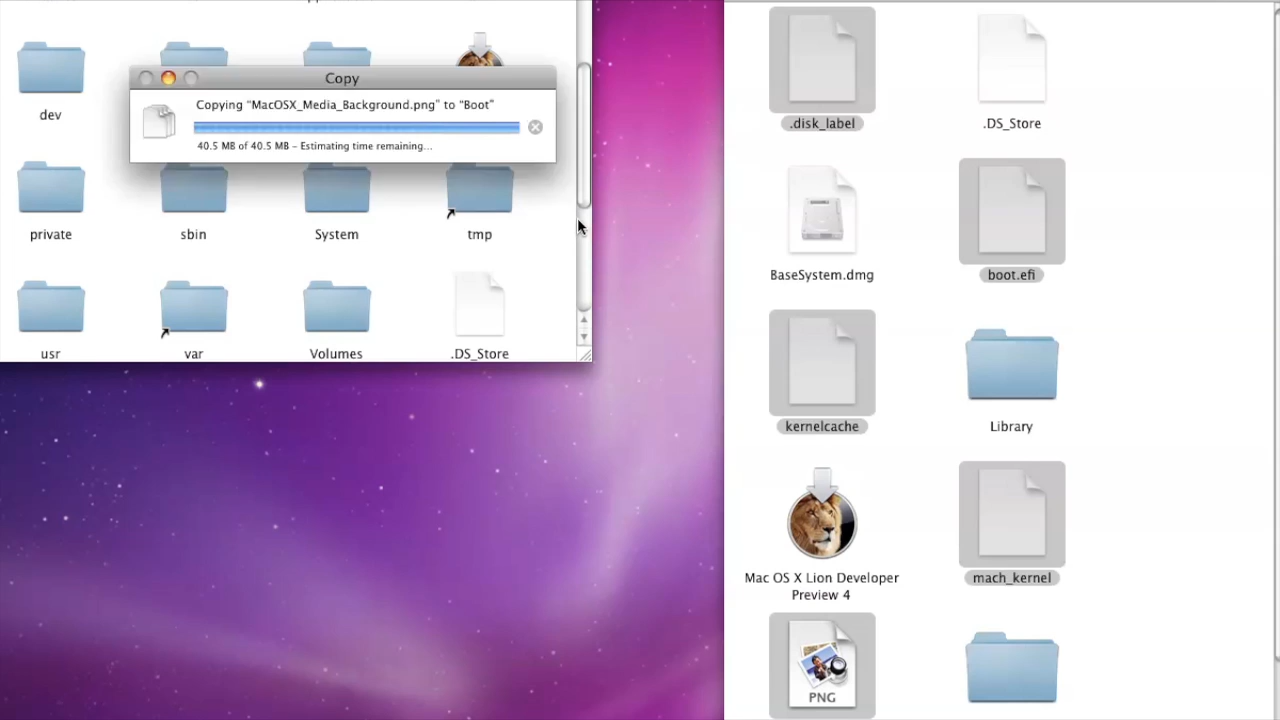 Copy
Copying "MacOSX_Media_Background.png" to "Boot"
40.5 MB of 40.5 MB – Estimating time remaining...
dev
private
sbin
System
tmp
usr
var
Volumes
.DS_Store
.disk_label
.DS_Store
BaseSystem.dmg
boot.efi
kernelcache
Library
Mac OS X Lion Developer
Preview 4
mach_kernel
PNG